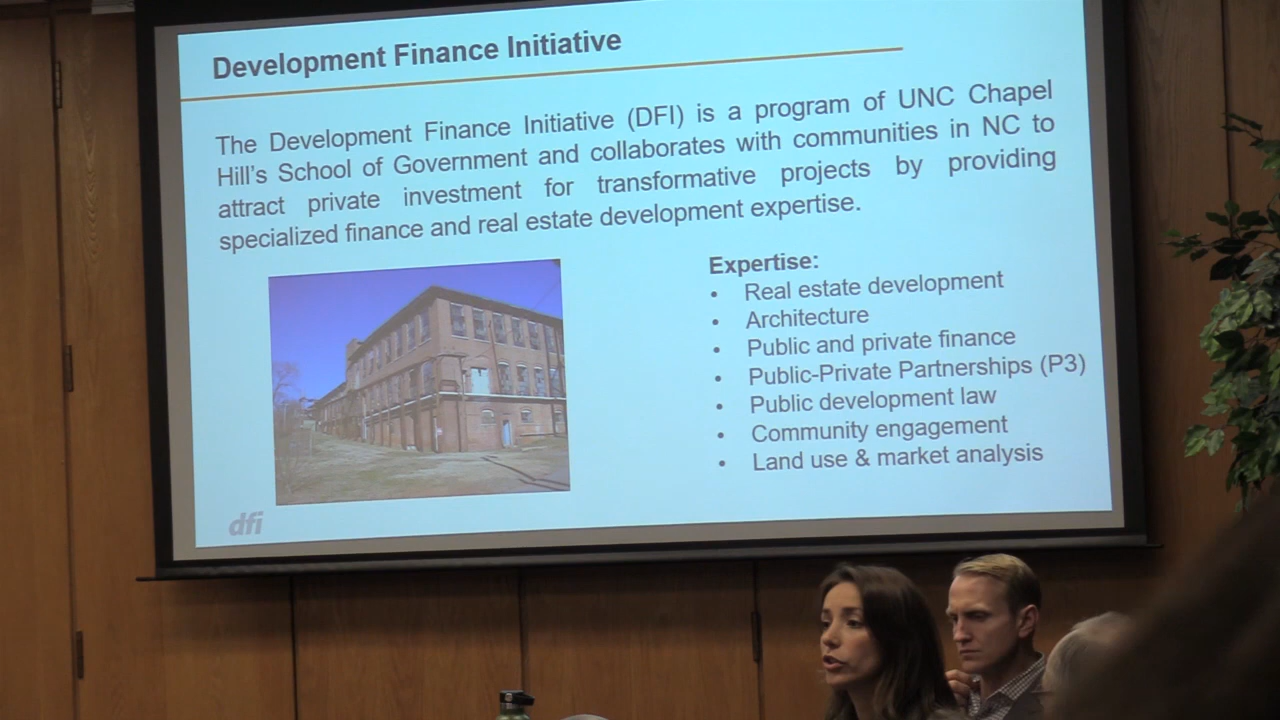 Development Finance Initiative
The Development Finance Initiative (DFI) is a program of UNC Chapel
Hill's School of Government and collaborates with communities in NC to
attract private investment for transformative projects by providing
specialized finance and real estate development expertise.
Expertise:
• Real estate development
• Architecture
• Public and private finance
• Public-Private Partnerships (P3)
• Public development law
• Community engagement
• Land use & market analysis
dfi